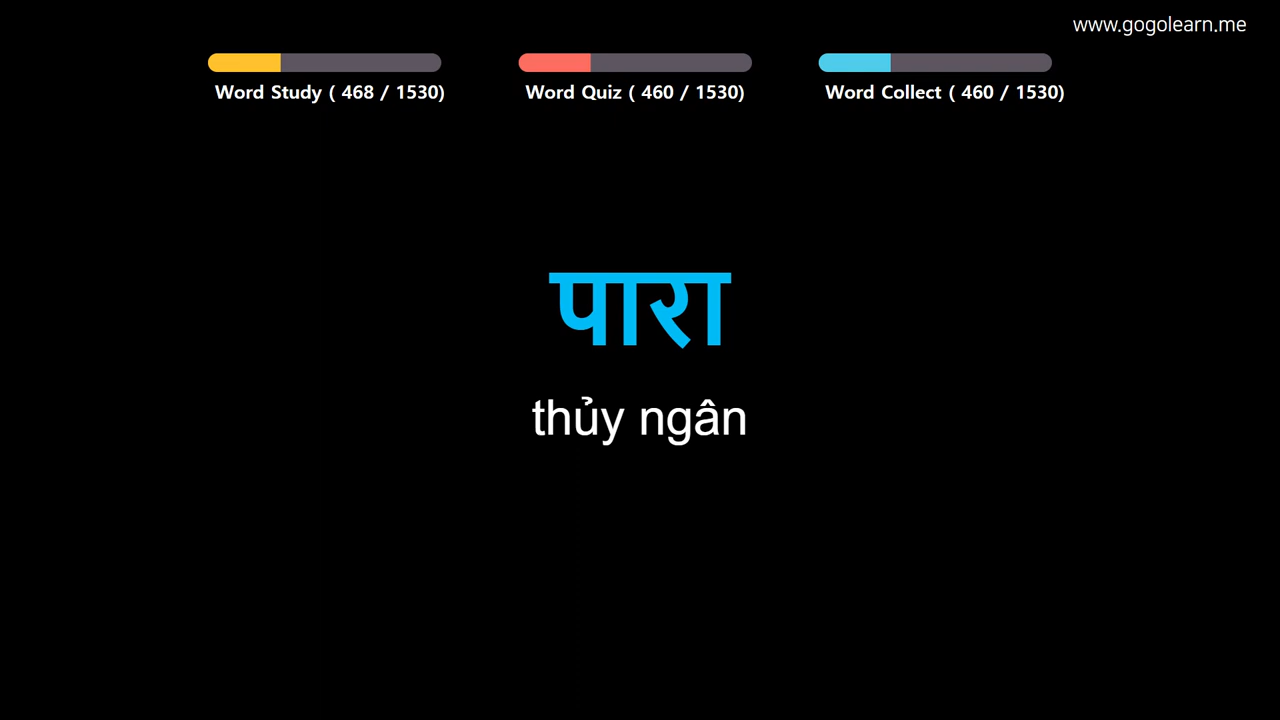 www.gogolearn.me
Word Study ( 468 / 1530)
Word Quiz ( 460 / 1530)
Word Collect ( 460 / 1530)
पारा
thủy ngân